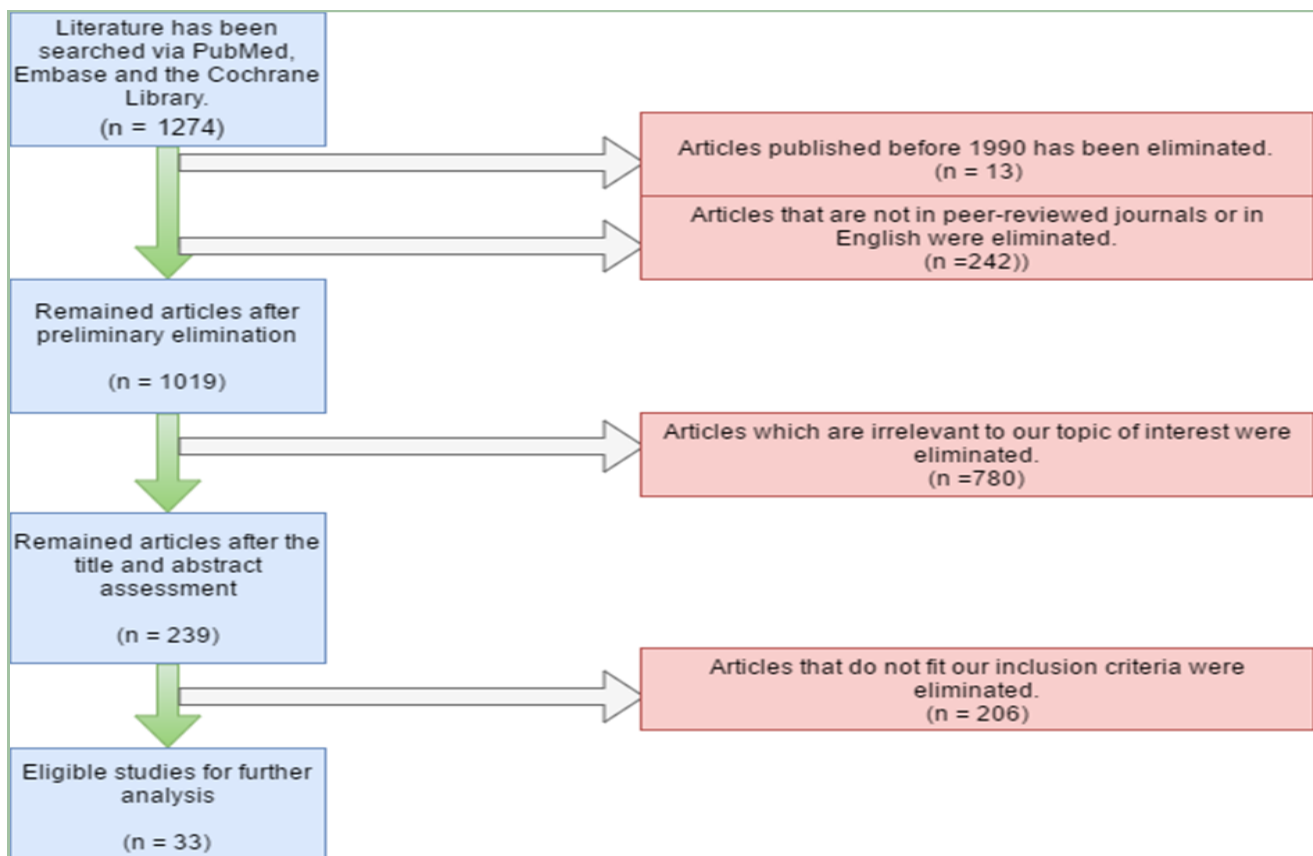 Literature has been
searched via PubMed,
Embase and the Cochrane
Library.
(n = 1274)
Articles published before 1990 has been eliminated.
(n = 13)
Articles that are not in peer-reviewed journals or in
English were eliminated.
(n =242))
Remained articles after
preliminary elimination
(n = 1019)
Articles which are irrelevant to our topic of interest were
eliminated.
(n =780)
Remained articles after the
title and abstract
assessment
(n = 239)
Articles that do not fit our inclusion criteria were
eliminated.
(n = 206)
Eligible studies for further
analysis
(n = 33)